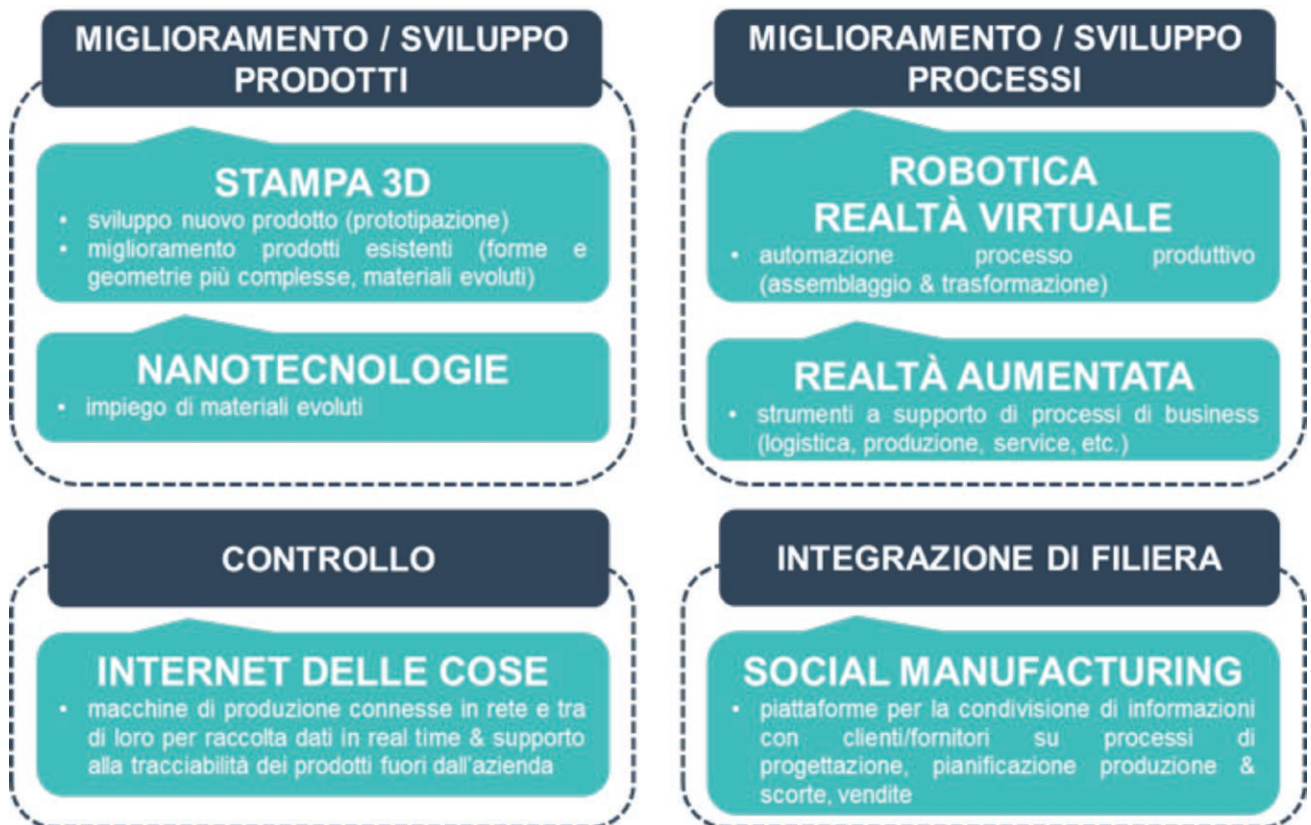 MIGLIORAMENTO / SVILUPPO
PRODOTTI
STAMPA 3D
• sviluppo nuovo prodotto (prototipazione)
• miglioramento prodotti esistenti (forme e
geometrie più complesse, materiali evoluti)
NANOTECNOLOGIE
• impiego di materiali evoluti
MIGLIORAMENTO / SVILUPPO
PROCESSI
ROBOTICA
REALTÀ VIRTUALE
• automazione processo produttivo
(assemblaggio & trasformazione)
REALTÀ AUMENTATA
• strumenti a supporto di processi di business
(logistica, produzione, service, etc.)
CONTROLLO
INTERNET DELLE COSE
• macchine di produzione connesse in rete e tra
di loro per raccolta dati in real time & supporto
alla tracciabilità dei prodotti fuori dall'azienda
INTEGRAZIONE DI FILIERA
SOCIAL MANUFACTURING
• piattaforme per la condivisione di informazioni
con clienti/fornitori su processi di
progettazione, pianificazione produzione &
scorte, vendite